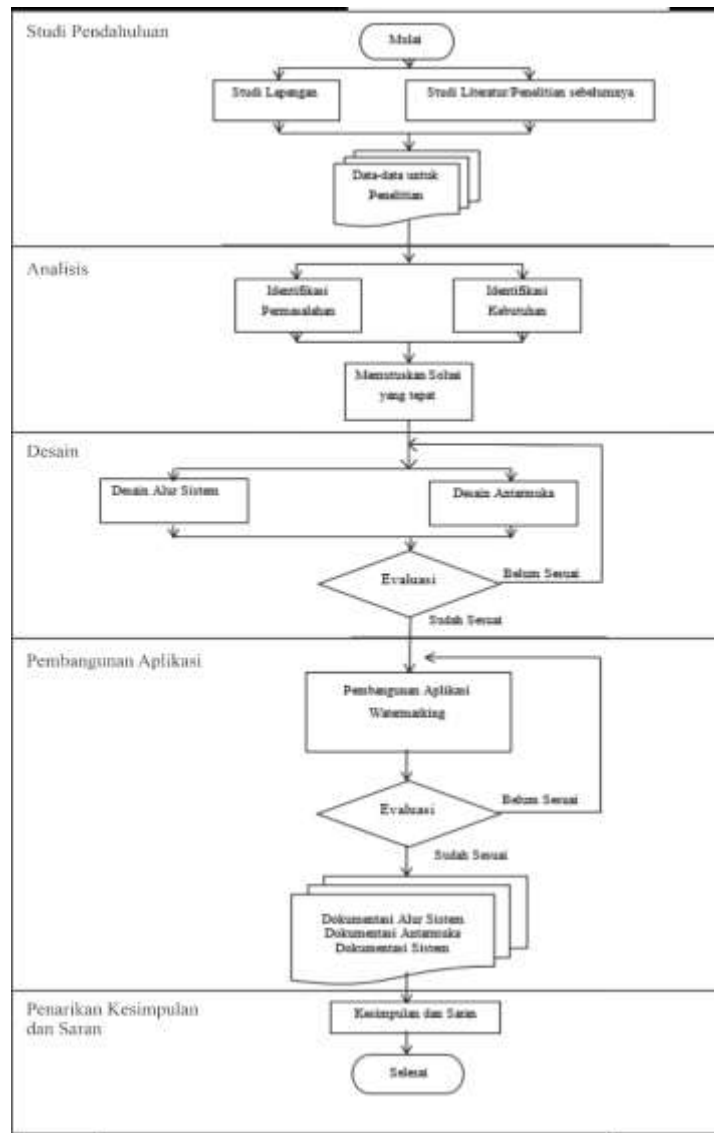 Studi Pendahuluan
Mulai
Studi Lapangan
Studi Literatur/Penelitian sebelumnya
Data-data untuk
Penelitian
Analisis
Identifikasi
Permasalahan
Identifikasi
Kebutuhan
Memutuskan Solusi
yang tepat
Desain
Desain Alur Sistem
Desain Antarmuka
Evaluasi
Belum Sesuai
Sudah Sesuai
Pembangunan Aplikasi
Pembangunan Aplikasi
Watermarking
Evaluasi
Belum Sesuai
Sudah Sesuai
Dokumentasi Alur Sistem
Dokumentasi Antarmuka
Dokumentasi Sistem
Penarikan Kesimpulan
dan Saran
Kesimpulan dan Saran
Selesai